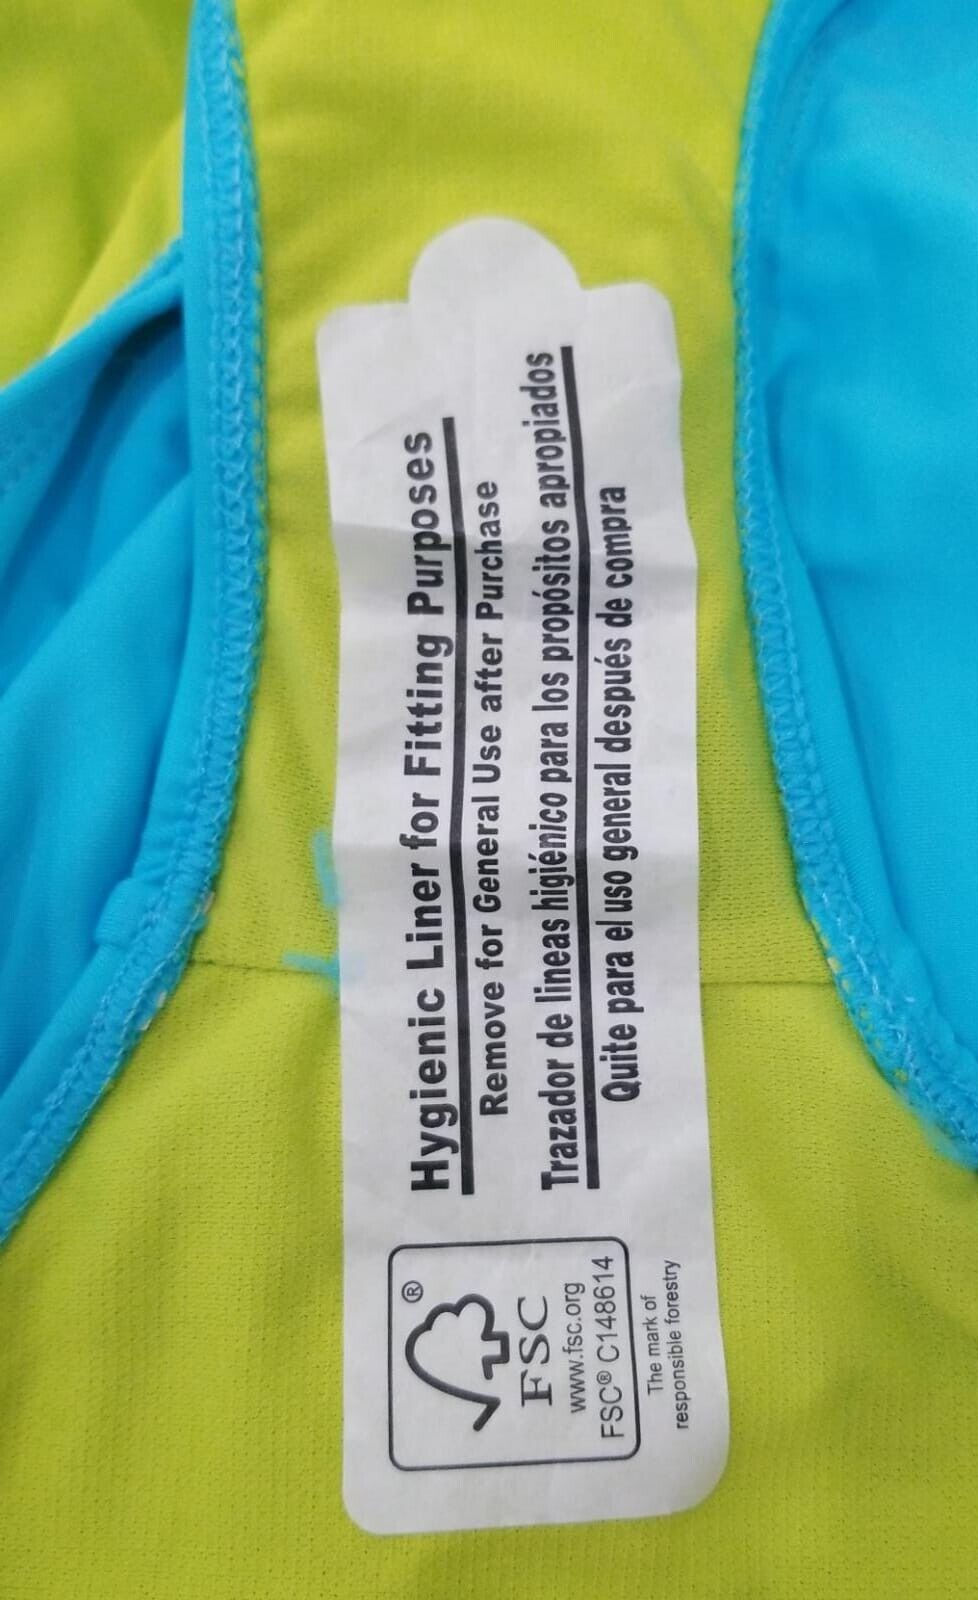 Hygienic Liner for Fitting Purposes
Remove for General Use after Purchase
Trazador de lineas higiénico para los propósitos apropiados
Quite para el uso general después de compra
®
FSC
www.fsc.org
FSC® C148614
The mark of
responsible forestry